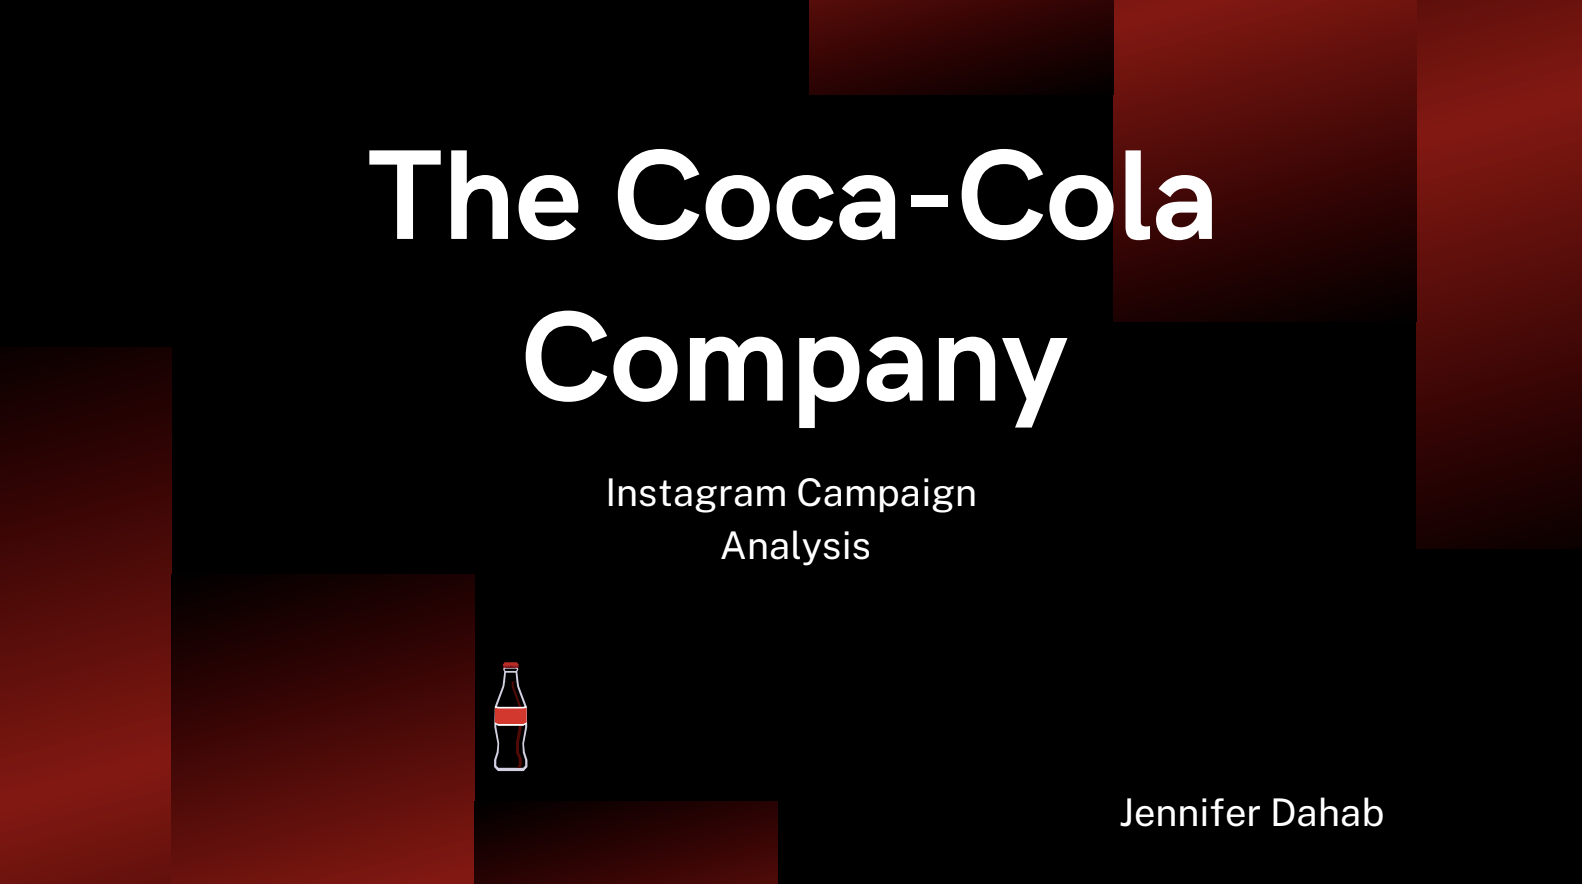 The Coca-Cola
Company
Instagram Campaign
Analysis
Jennifer Dahab